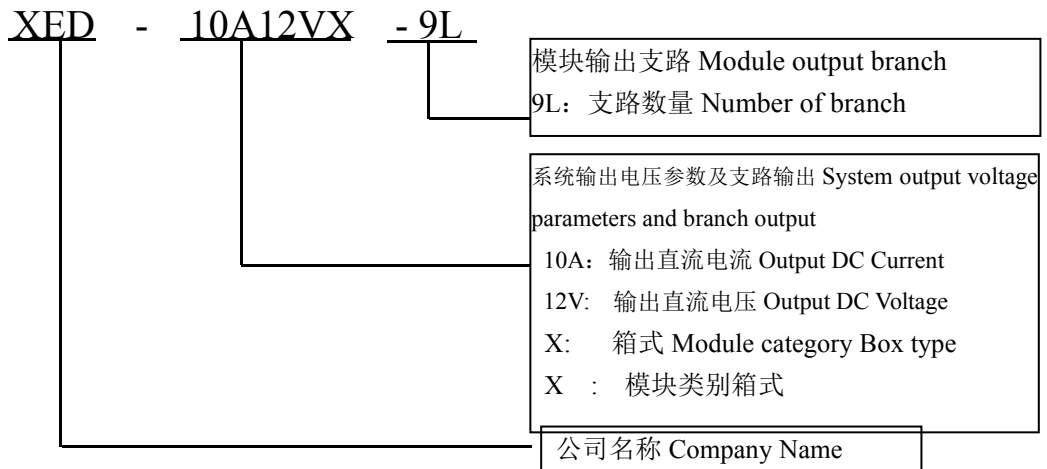 XED - 10A12VX - 9L
模块输出支路 Module output branch
9L：支路数量 Number of branch
系统输出电压参数及支路输出 System output voltage
parameters and branch output
10A：输出直流电流 Output DC Current
12V: 输出直流电压 Output DC Voltage
X: 箱式 Module category Box type
X : 模块类别箱式
公司名称 Company Name